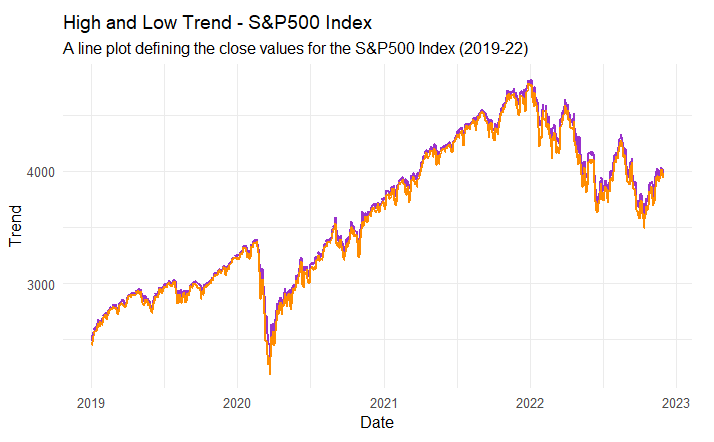 High and Low Trend - S&P500 Index
A line plot defining the close values for the S&P500 Index (2019-22)
Trend
4000
3000
2019 2020 2021 2022 2023
Date